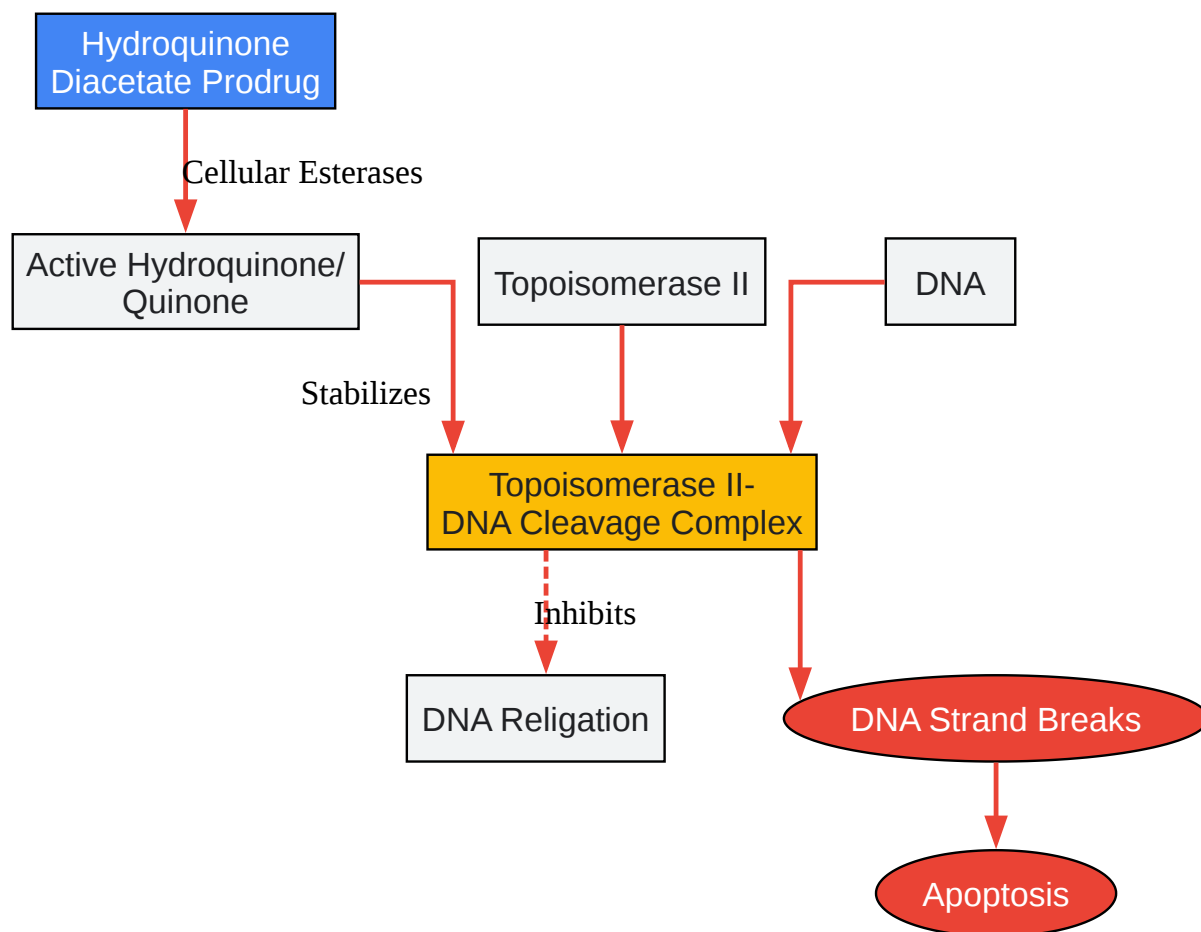 Hydroquinone
Diacetate Prodrug
Cellular Esterases
Active Hydroquinone/
Quinone
Topoisomerase II
DNA
Stabilizes
Topoisomerase II-
DNA Cleavage Complex
Inhibits
DNA Religation
DNA Strand Breaks
Apoptosis